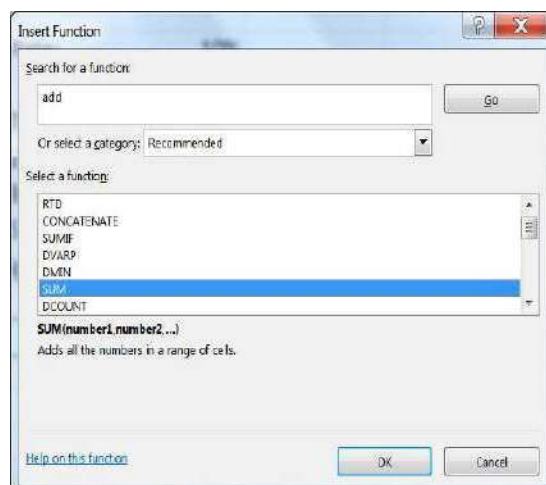 Insert Function
?
X
Search for a function:
add
Go
Or select a category: Recommended
Select a function:
RTD
CONCATENATE
SUMIF
DVARP
DMIN
SUM
DCOUNT
SUM(number1,number2,...)
Adds all the numbers in a range of cells.
Help on this function
OK
Cancel